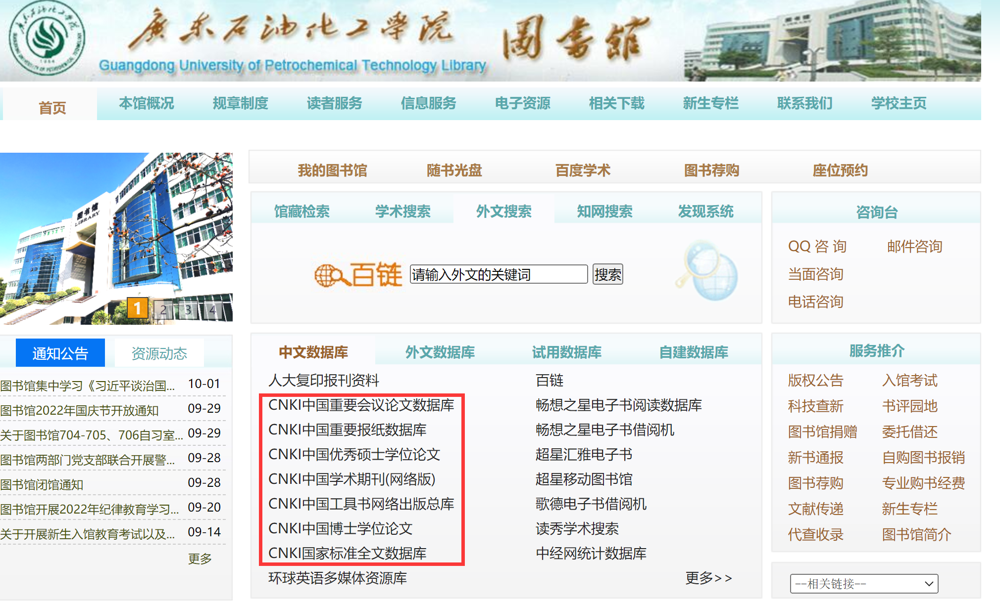 廣东石油化工學院 圖書館
Guangdong University of Petrochemical Technology Library
首页 本馆概况 规章制度 读者服务 信息服务 电子资源 相关下载 新生专栏 联系我们 学校主页
我的图书馆 随书光盘 百度学术 图书荐购 座位预约
图书馆
LIBRARY
1 2 3 4
馆藏检索 学术搜索 外文搜索 知网搜索 发现系统
百链 请输入外文的关键词 搜索
咨询台
QQ 咨 询 邮件咨询
当面咨询
电话咨询
通知公告 资源动态
图书馆集中学习《习近平谈治国... 10-01
图书馆2022年国庆节开放通知 09-29
关于图书馆704-705、706自习室... 09-29
图书馆两部门党支部联合开展警... 09-28
图书馆闭馆通知 09-28
图书馆开展2022年纪律教育学习... 09-20
关于开展新生入馆教育考试以及... 09-14
更多
中文数据库 外文数据库 试用数据库 自建数据库
人大复印报刊资料 百链
CNKI中国重要会议论文数据库 畅想之星电子书阅读数据库
CNKI中国重要报纸数据库 畅想之星电子书借阅机
CNKI中国优秀硕士学位论文 超星汇雅电子书
CNKI中国学术期刊(网络版) 超星移动图书馆
CNKI中国工具书网络出版总库 歌德电子书借阅机
CNKI中国博士学位论文 读秀学术搜索
CNKI国家标准全文数据库 中经网统计数据库
环球英语多媒体资源库 更多>>
服务推介
版权公告 入馆考试
科技查新 书评园地
图书馆捐赠 委托借还
新书通报 自购图书报销
图书荐购 专业购书经费
文献传递 新生专栏
代查收录 图书馆简介
--相关链接--